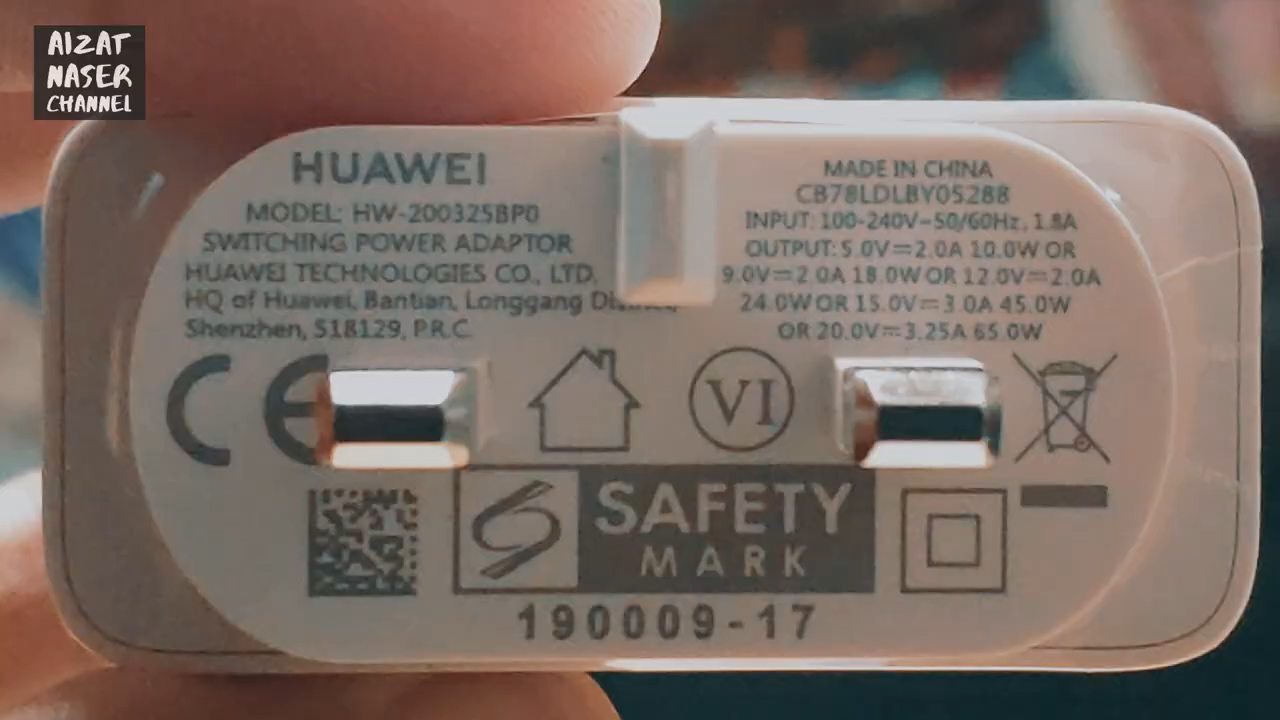 AIZAT
NASER
CHANNEL
HUAWEI
MODEL: HW-200325BP0
SWITCHING POWER ADAPTOR
HUAWEI TECHNOLOGIES CO., LTD.
HQ of Huawei, Bantian, Longgang District,
Shenzhen, 518129, P.R.C.
MADE IN CHINA
CB78LDLBY05288
INPUT: 100-240V~50/60Hz, 1.8A
OUTPUT: 5.0V⎓2.0A 10.0W OR
9.0V⎓2.0A 18.0W OR 12.0V⎓2.0A
24.0W OR 15.0V⎓3.0A 45.0W
OR 20.0V⎓3.25A 65.0W
CE
VI
SAFETY
MARK
190009-17